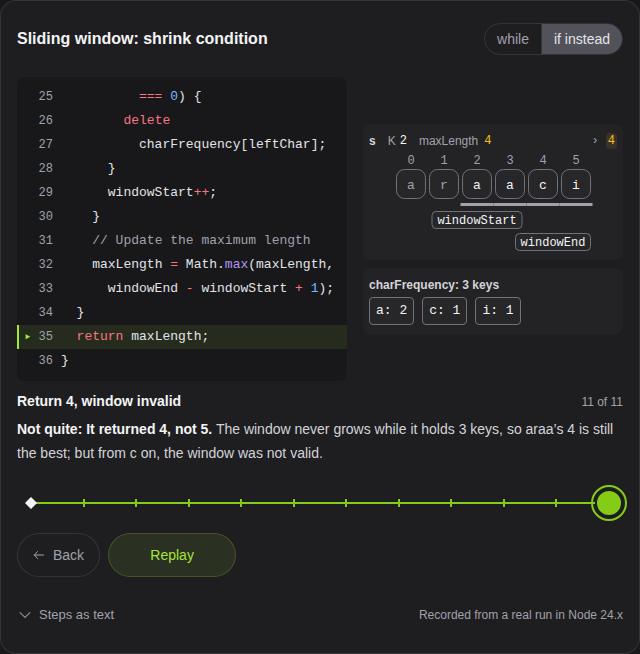 Sliding window: shrink condition
while if instead
25 === 0) {
26 delete
27 charFrequency[leftChar];
28 }
29 windowStart++;
30 }
31 // Update the maximum length
32 maxLength = Math.max(maxLength,
33 windowEnd - windowStart + 1);
34 }
▸ 35 return maxLength;
36 }
s K 2 maxLength 4 › 4
0 1 2 3 4 5
a r a a c i
windowStart
windowEnd
charFrequency: 3 keys
a: 2 c: 1 i: 1
Return 4, window invalid
11 of 11
Not quite: It returned 4, not 5. The window never grows while it holds 3 keys, so araa’s 4 is still
the best; but from c on, the window was not valid.
← Back Replay
Steps as text
Recorded from a real run in Node 24.x